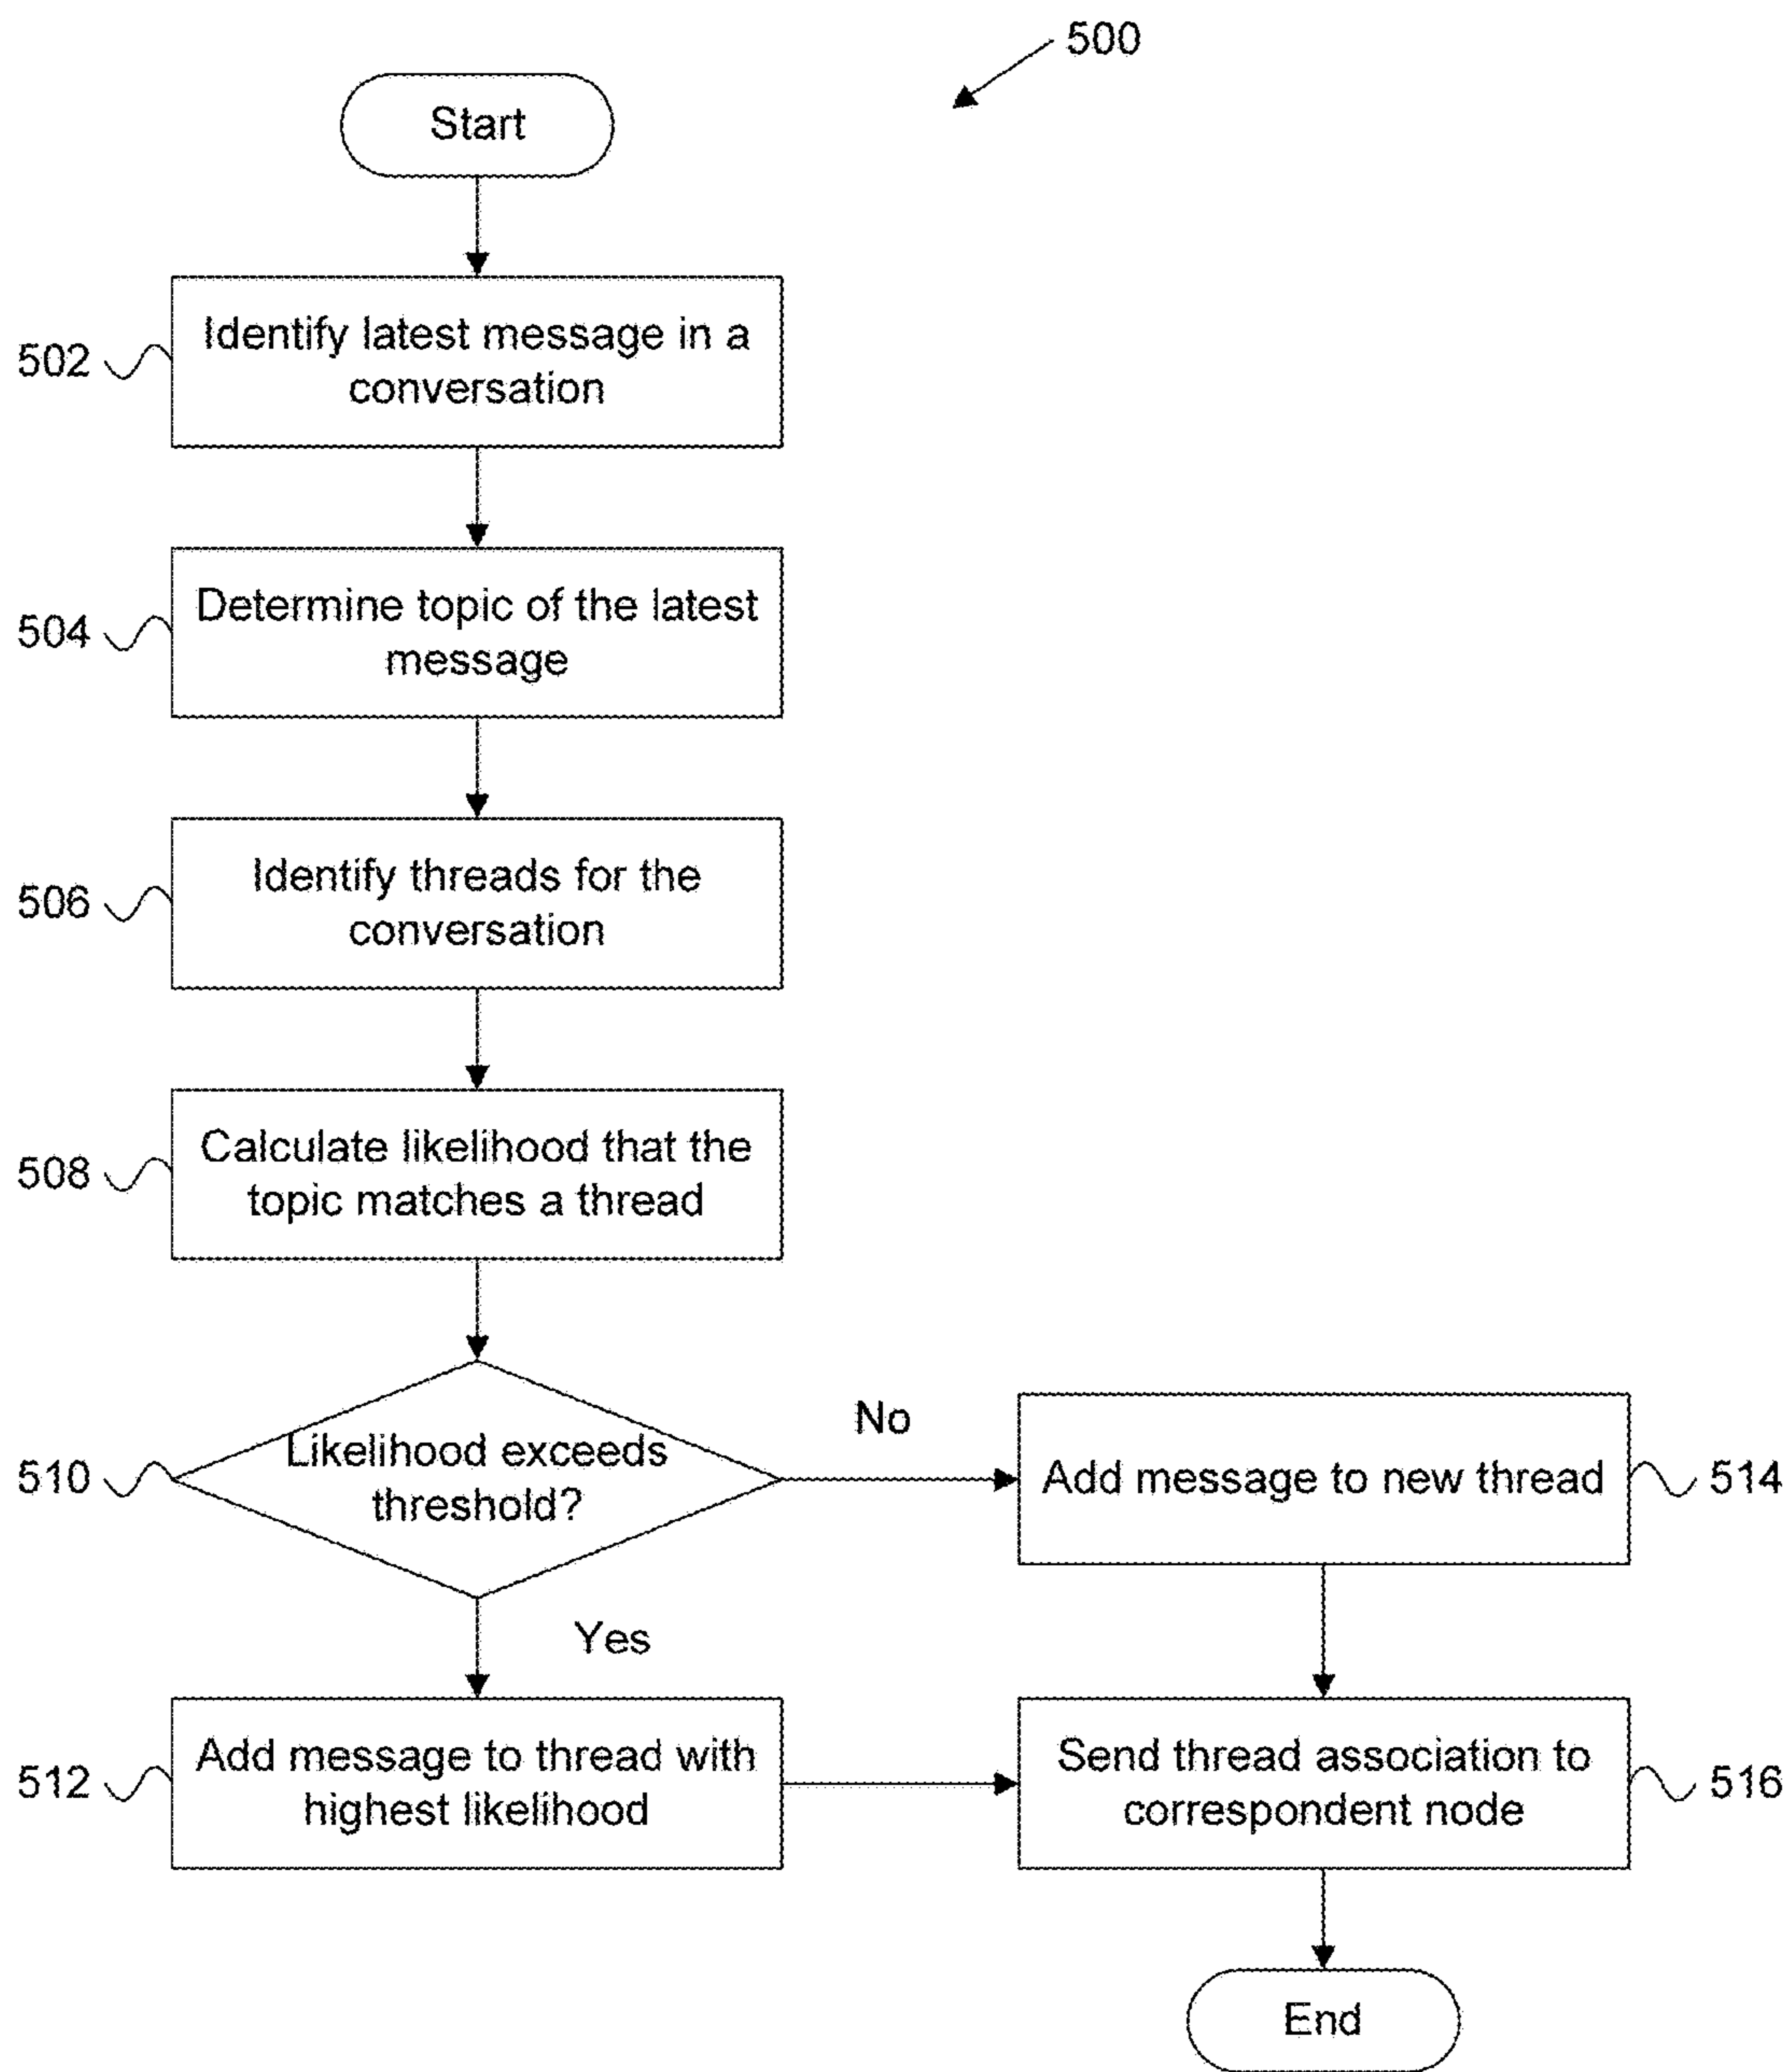 500
Start
502
Identify latest message in a
conversation
504
Determine topic of the latest
message
506
Identify threads for the
conversation
508
Calculate likelihood that the
topic matches a thread
510
Likelihood exceeds
threshold?
No
Add message to new thread
514
Yes
512
Add message to thread with
highest likelihood
Send thread association to
correspondent node
516
End